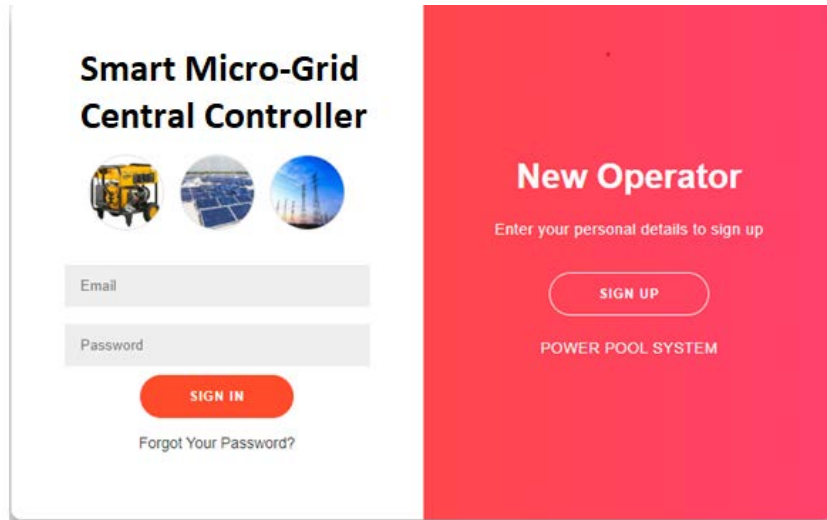 Smart Micro-Grid
Central Controller
Email
Password
SIGN IN
Forgot Your Password?
New Operator
Enter your personal details to sign up
SIGN UP
POWER POOL SYSTEM